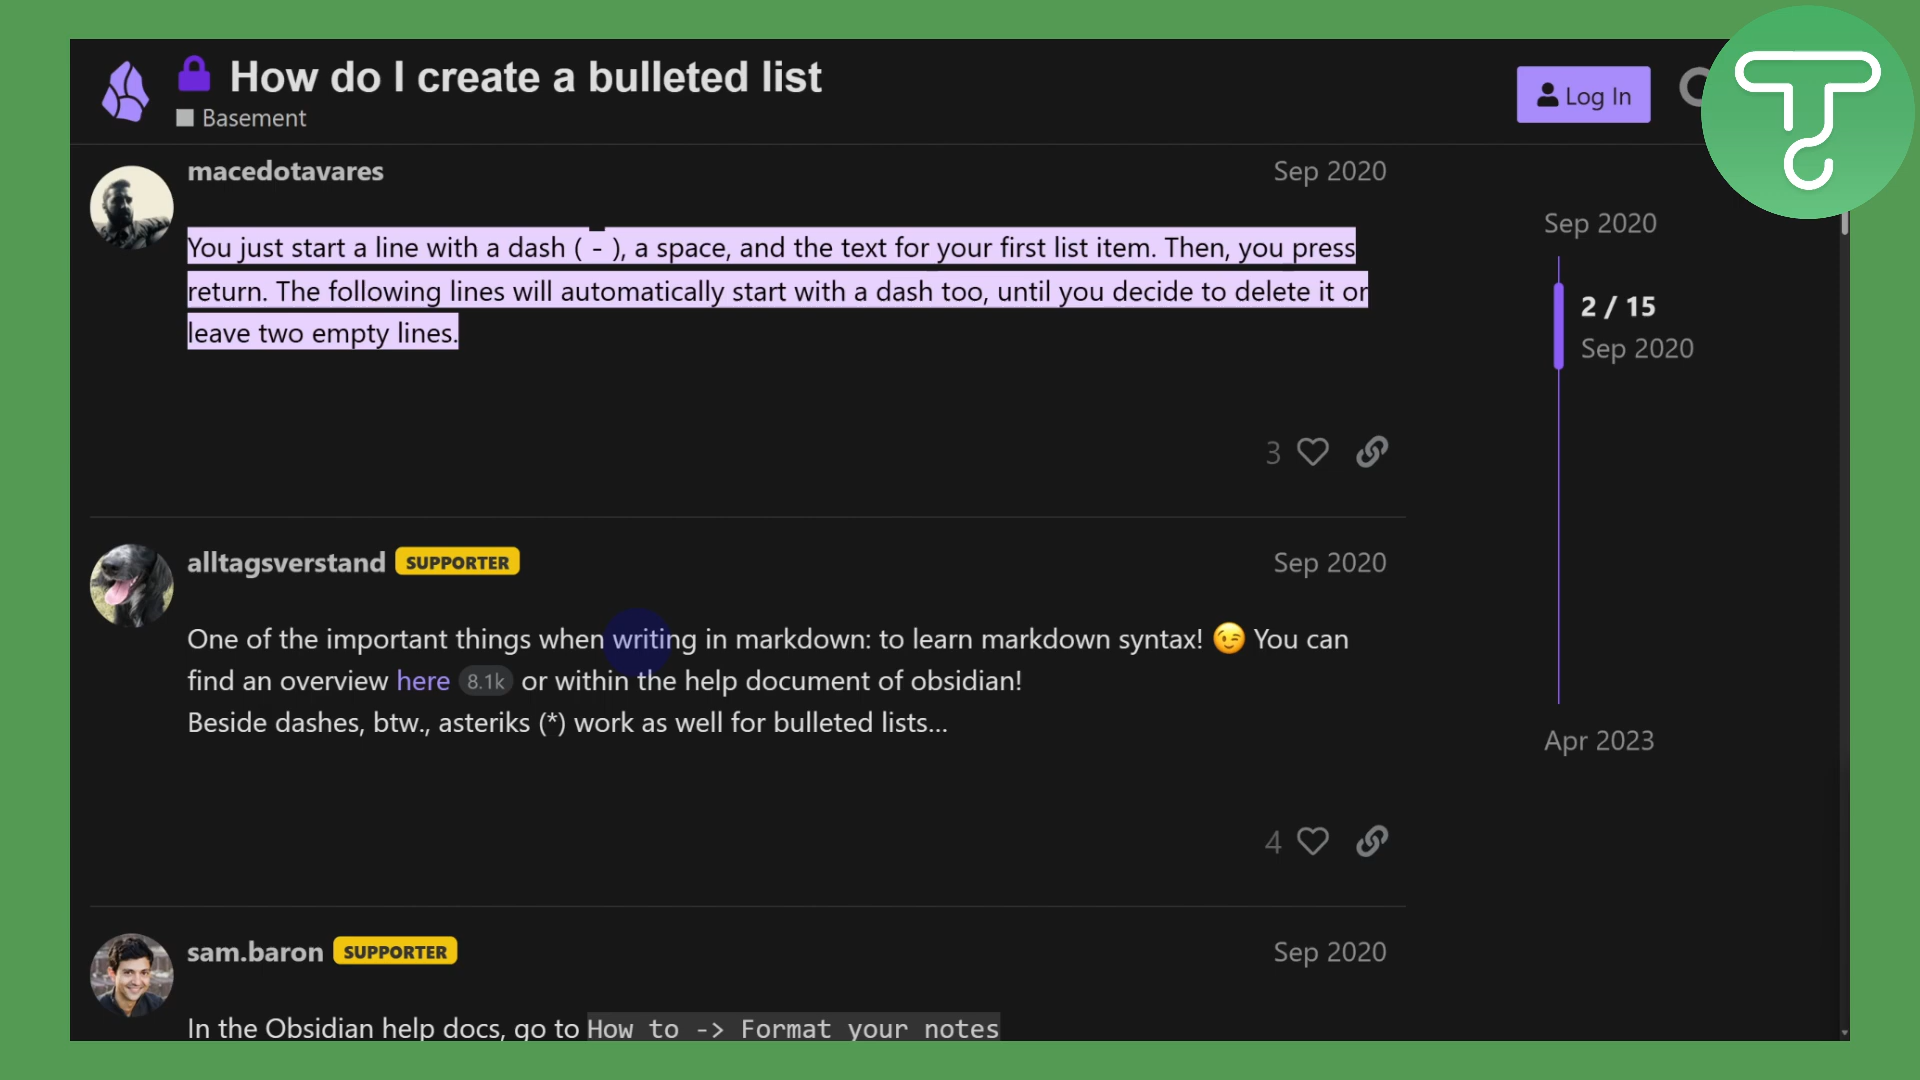 How do I create a bulleted list
Basement
Log In
macedotavares
Sep 2020
You just start a line with a dash ( - ), a space, and the text for your first list item. Then, you press
return. The following lines will automatically start with a dash too, until you decide to delete it or
leave two empty lines.
3
alltagsverstand SUPPORTER
Sep 2020
One of the important things when writing in markdown: to learn markdown syntax! 😉 You can
find an overview here 8.1k or within the help document of obsidian!
Beside dashes, btw., asteriks (*) work as well for bulleted lists...
4
sam.baron SUPPORTER
Sep 2020
In the Obsidian help docs, go to How to -> Format your notes
Sep 2020
2 / 15
Sep 2020
Apr 2023